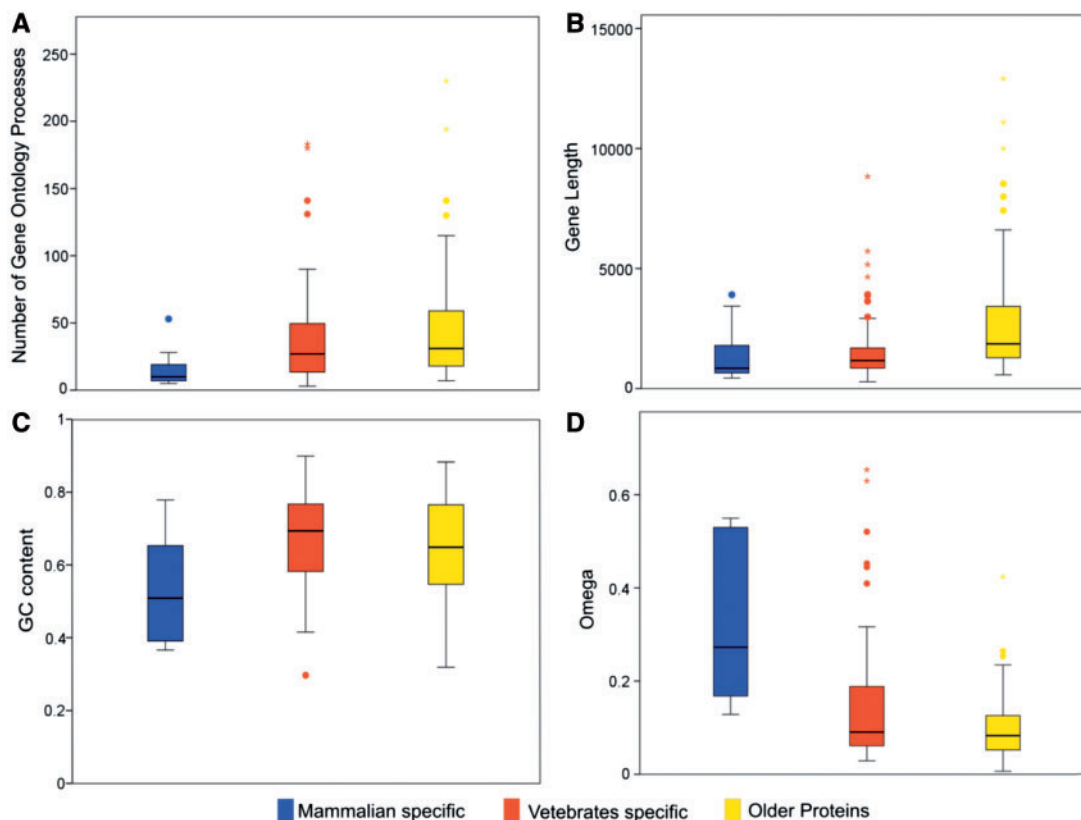 A
Number of Gene Ontology Processes
250
200
150
100
50
0
B
Gene Length
15000
10000
5000
0
C
GC content
1
0.8
0.6
0.4
0.2
0
D
Omega
0.6
0.4
0.2
0
Mammalian specific
Vetebrates specific
Older Proteins